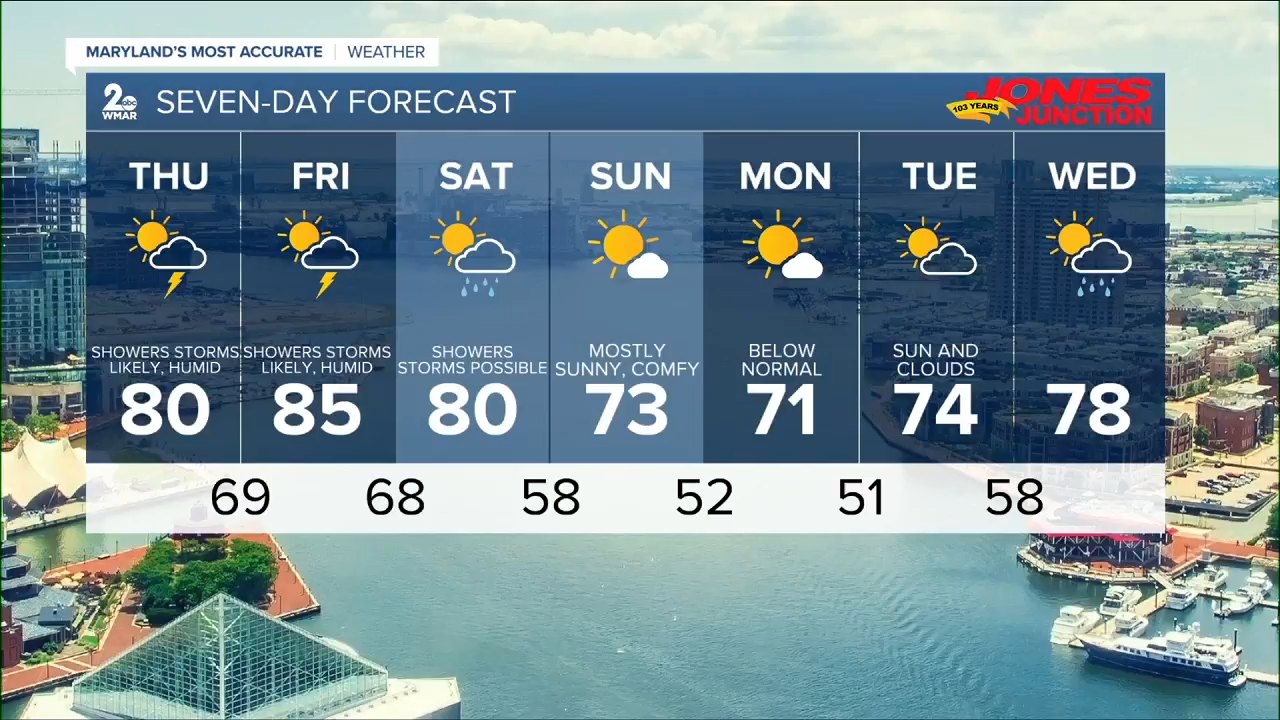 MARYLAND'S MOST ACCURATE | WEATHER
2 abc
WMAR
SEVEN-DAY FORECAST
103 YEARS
JONES
JUNCTION
THU
FRI
SAT
SUN
MON
TUE
WED
SHOWERS STORMS
LIKELY, HUMID
SHOWERS STORMS
LIKELY, HUMID
SHOWERS
STORMS POSSIBLE
MOSTLY
SUNNY, COMFY
BELOW
NORMAL
SUN AND
CLOUDS
80
85
80
73
71
74
78
69
68
58
52
51
58